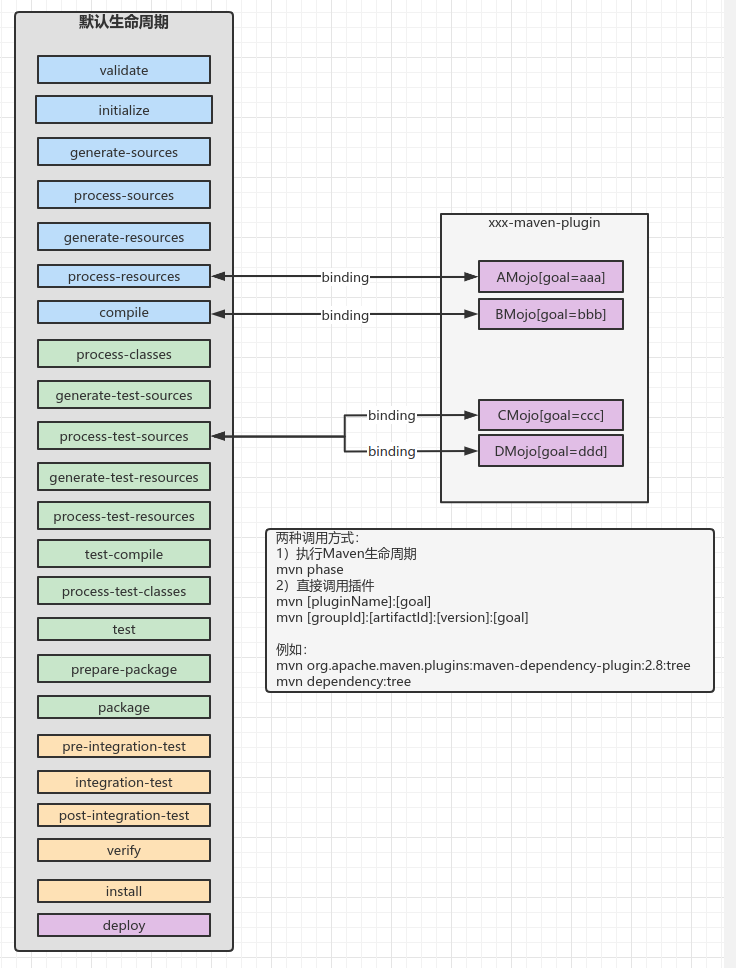 默认生命周期
validate
initialize
generate-sources
process-sources
generate-resources
process-resources
compile
process-classes
generate-test-sources
process-test-sources
generate-test-resources
process-test-resources
test-compile
process-test-classes
test
prepare-package
package
pre-integration-test
integration-test
post-integration-test
verify
install
deploy
binding
binding
binding
binding
xxx-maven-plugin
AMojo[goal=aaa]
BMojo[goal=bbb]
CMojo[goal=ccc]
DMojo[goal=ddd]
两种调用方式：
1）执行Maven生命周期
mvn phase
2）直接调用插件
mvn [pluginName]:[goal]
mvn [groupId]:[artifactId]:[version]:[goal]
例如：
mvn org.apache.maven.plugins:maven-dependency-plugin:2.8:tree
mvn dependency:tree